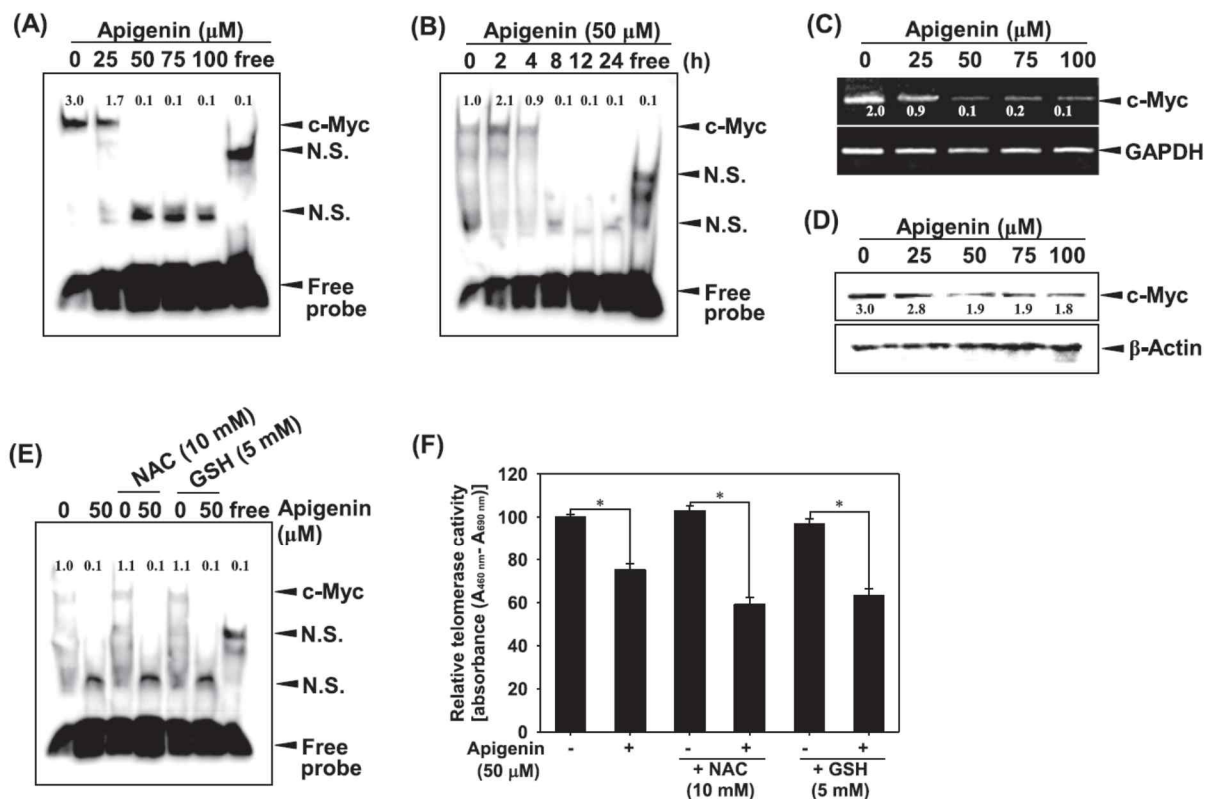 (A)
Apigenin (μM)
0 25 50 75 100 free
3.0 1.7 0.1 0.1 0.1 0.1
c-Myc
N.S.
N.S.
Free
probe
(B)
Apigenin (50 μM)
0 2 4 8 12 24 free (h)
1.0 2.1 0.9 0.1 0.1 0.1 0.1
c-Myc
N.S.
N.S.
Free
probe
(C)
Apigenin (μM)
0 25 50 75 100
c-Myc
2.0 0.9 0.1 0.2 0.1
GAPDH
(D)
Apigenin (μM)
0 25 50 75 100
c-Myc
3.0 2.8 1.9 1.9 1.8
β-Actin
(E)
NAC (10 mM)
GSH (5 mM)
0 50 0 50 0 50 free Apigenin
(μM)
1.0 0.1 1.1 0.1 1.1 0.1 0.1
c-Myc
N.S.
N.S.
Free
probe
(F)
Relative telomerase cativity
[absorbance (A460 nm- A690 nm)]
120
100
80
60
40
20
0
* * *
Apigenin - + - + - +
(50 μM) + NAC + GSH
(10 mM) (5 mM)